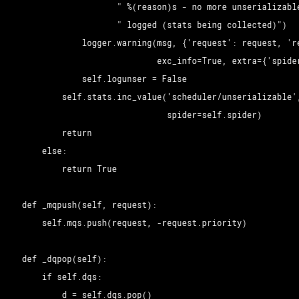 " %(reason)s - no more unserializable
" logged (stats being collected)")
logger.warning(msg, {'request': request, 're
exc_info=True, extra={'spider
self.logunser = False
self.stats.inc_value('scheduler/unserializable',
spider=self.spider)
return
else:
return True
def _mqpush(self, request):
self.mqs.push(request, -request.priority)
def _dqpop(self):
if self.dqs:
d = self.dqs.pop()